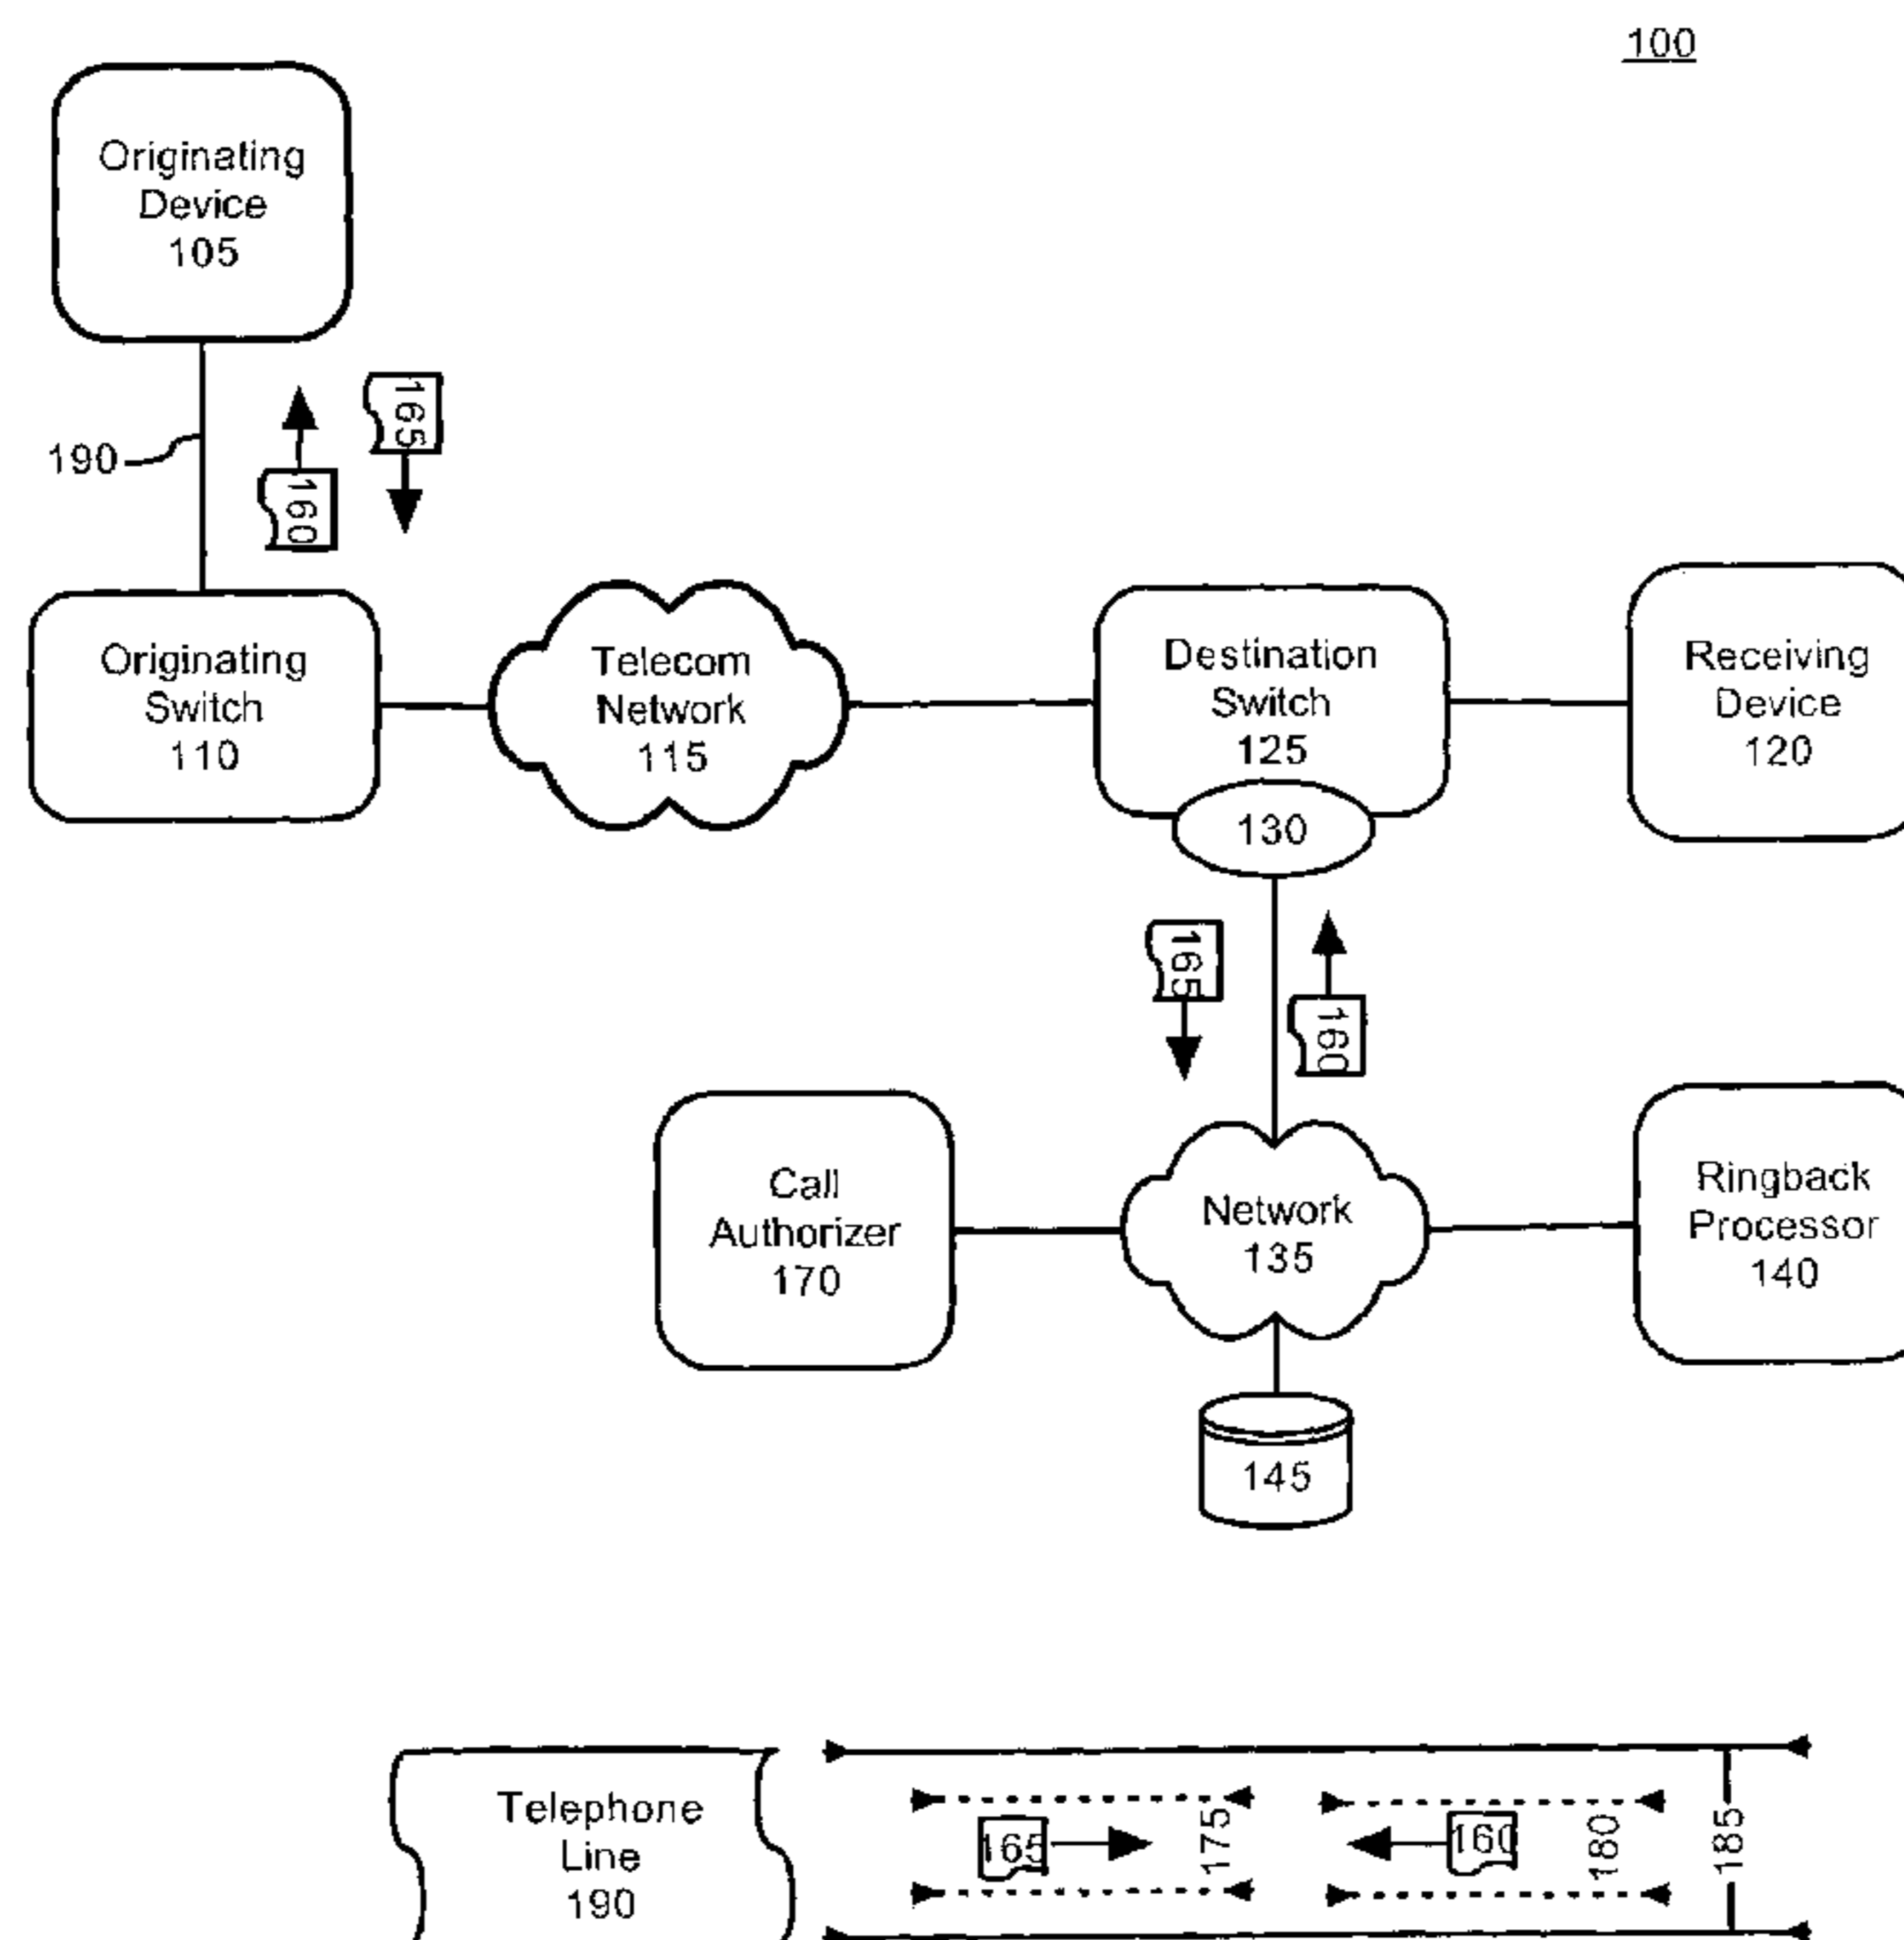 100
Originating
Device
105
165
190
160
Originating
Switch
110
Telecom
Network
115
Destination
Switch
125
Receiving
Device
120
130
165
160
Call
Authorizer
170
Network
135
Ringback
Processor
140
145
Telephone
Line
190
165
175
160
180
185